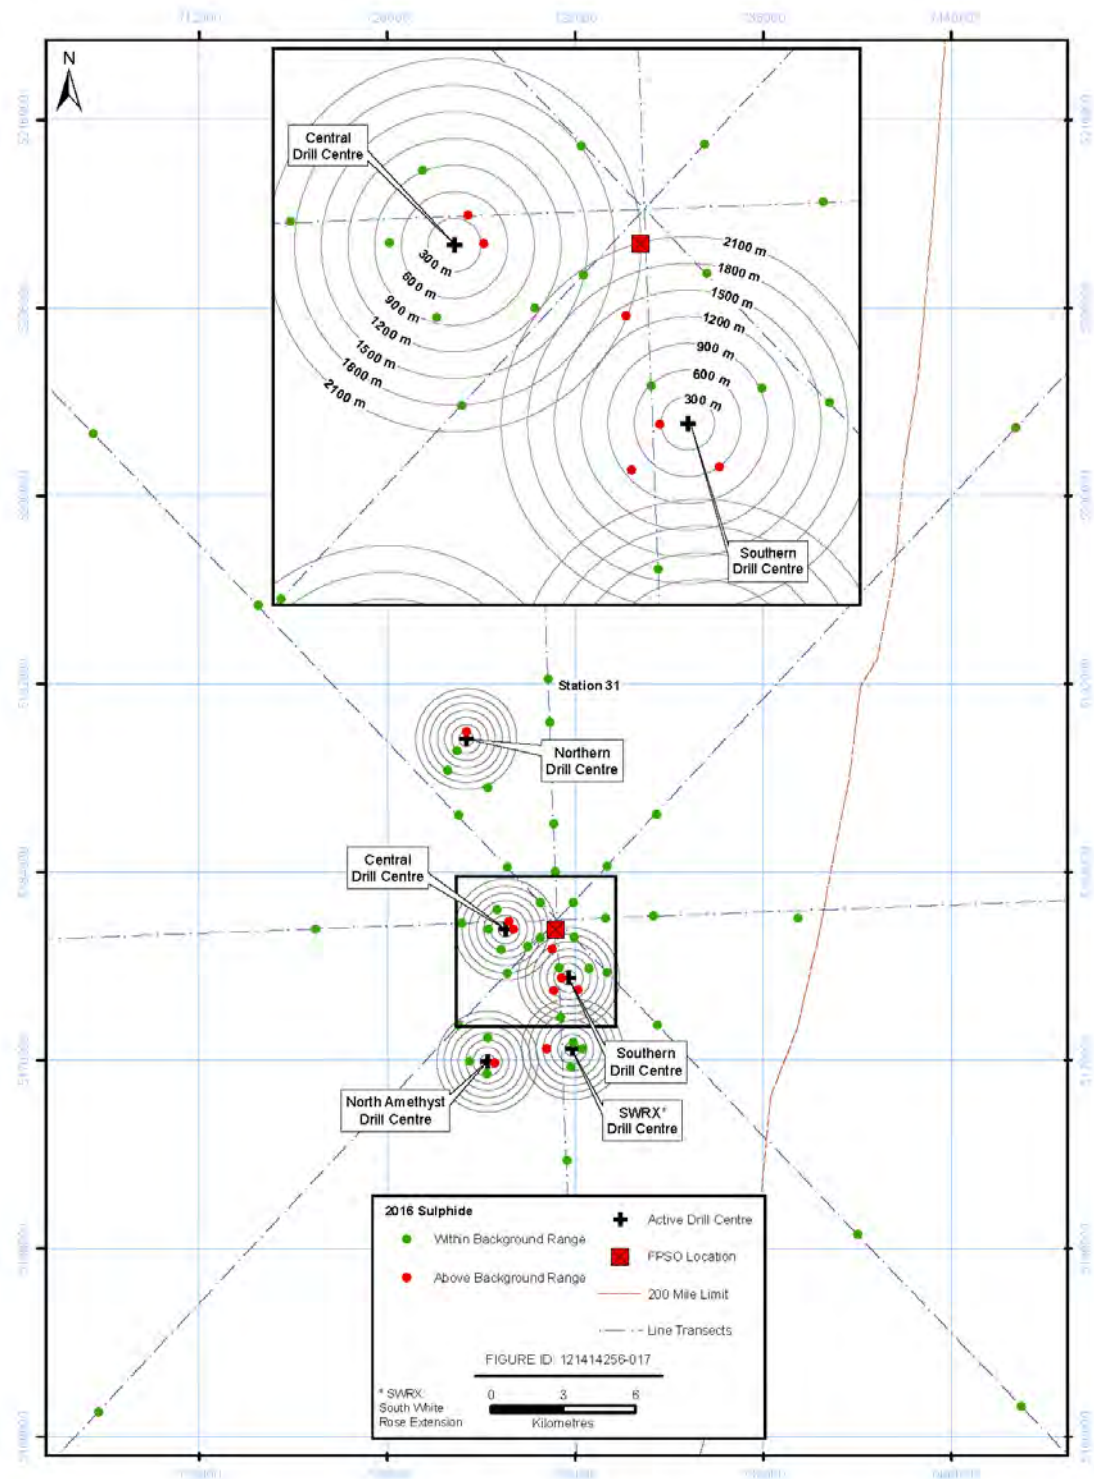 N
Central
Drill Centre
300 m
600 m
900 m
1200 m
1500 m
1600 m
2100 m
2100 m
1800 m
1500 m
1200 m
900 m
600 m
300 m
Southern
Drill Centre
Station 31
Northern
Drill Centre
Central
Drill Centre
Southern
Drill Centre
North Amethyst
Drill Centre
SWRX*
Drill Centre
2016 Sulphide
Within Background Range
Above Background Range
Active Drill Centre
FPSO Location
200 Mile Limit
Line Transects
FIGURE ID: 121414256-017
* SWRX:
South White
Rose Extension
0 3 6
Kilometres